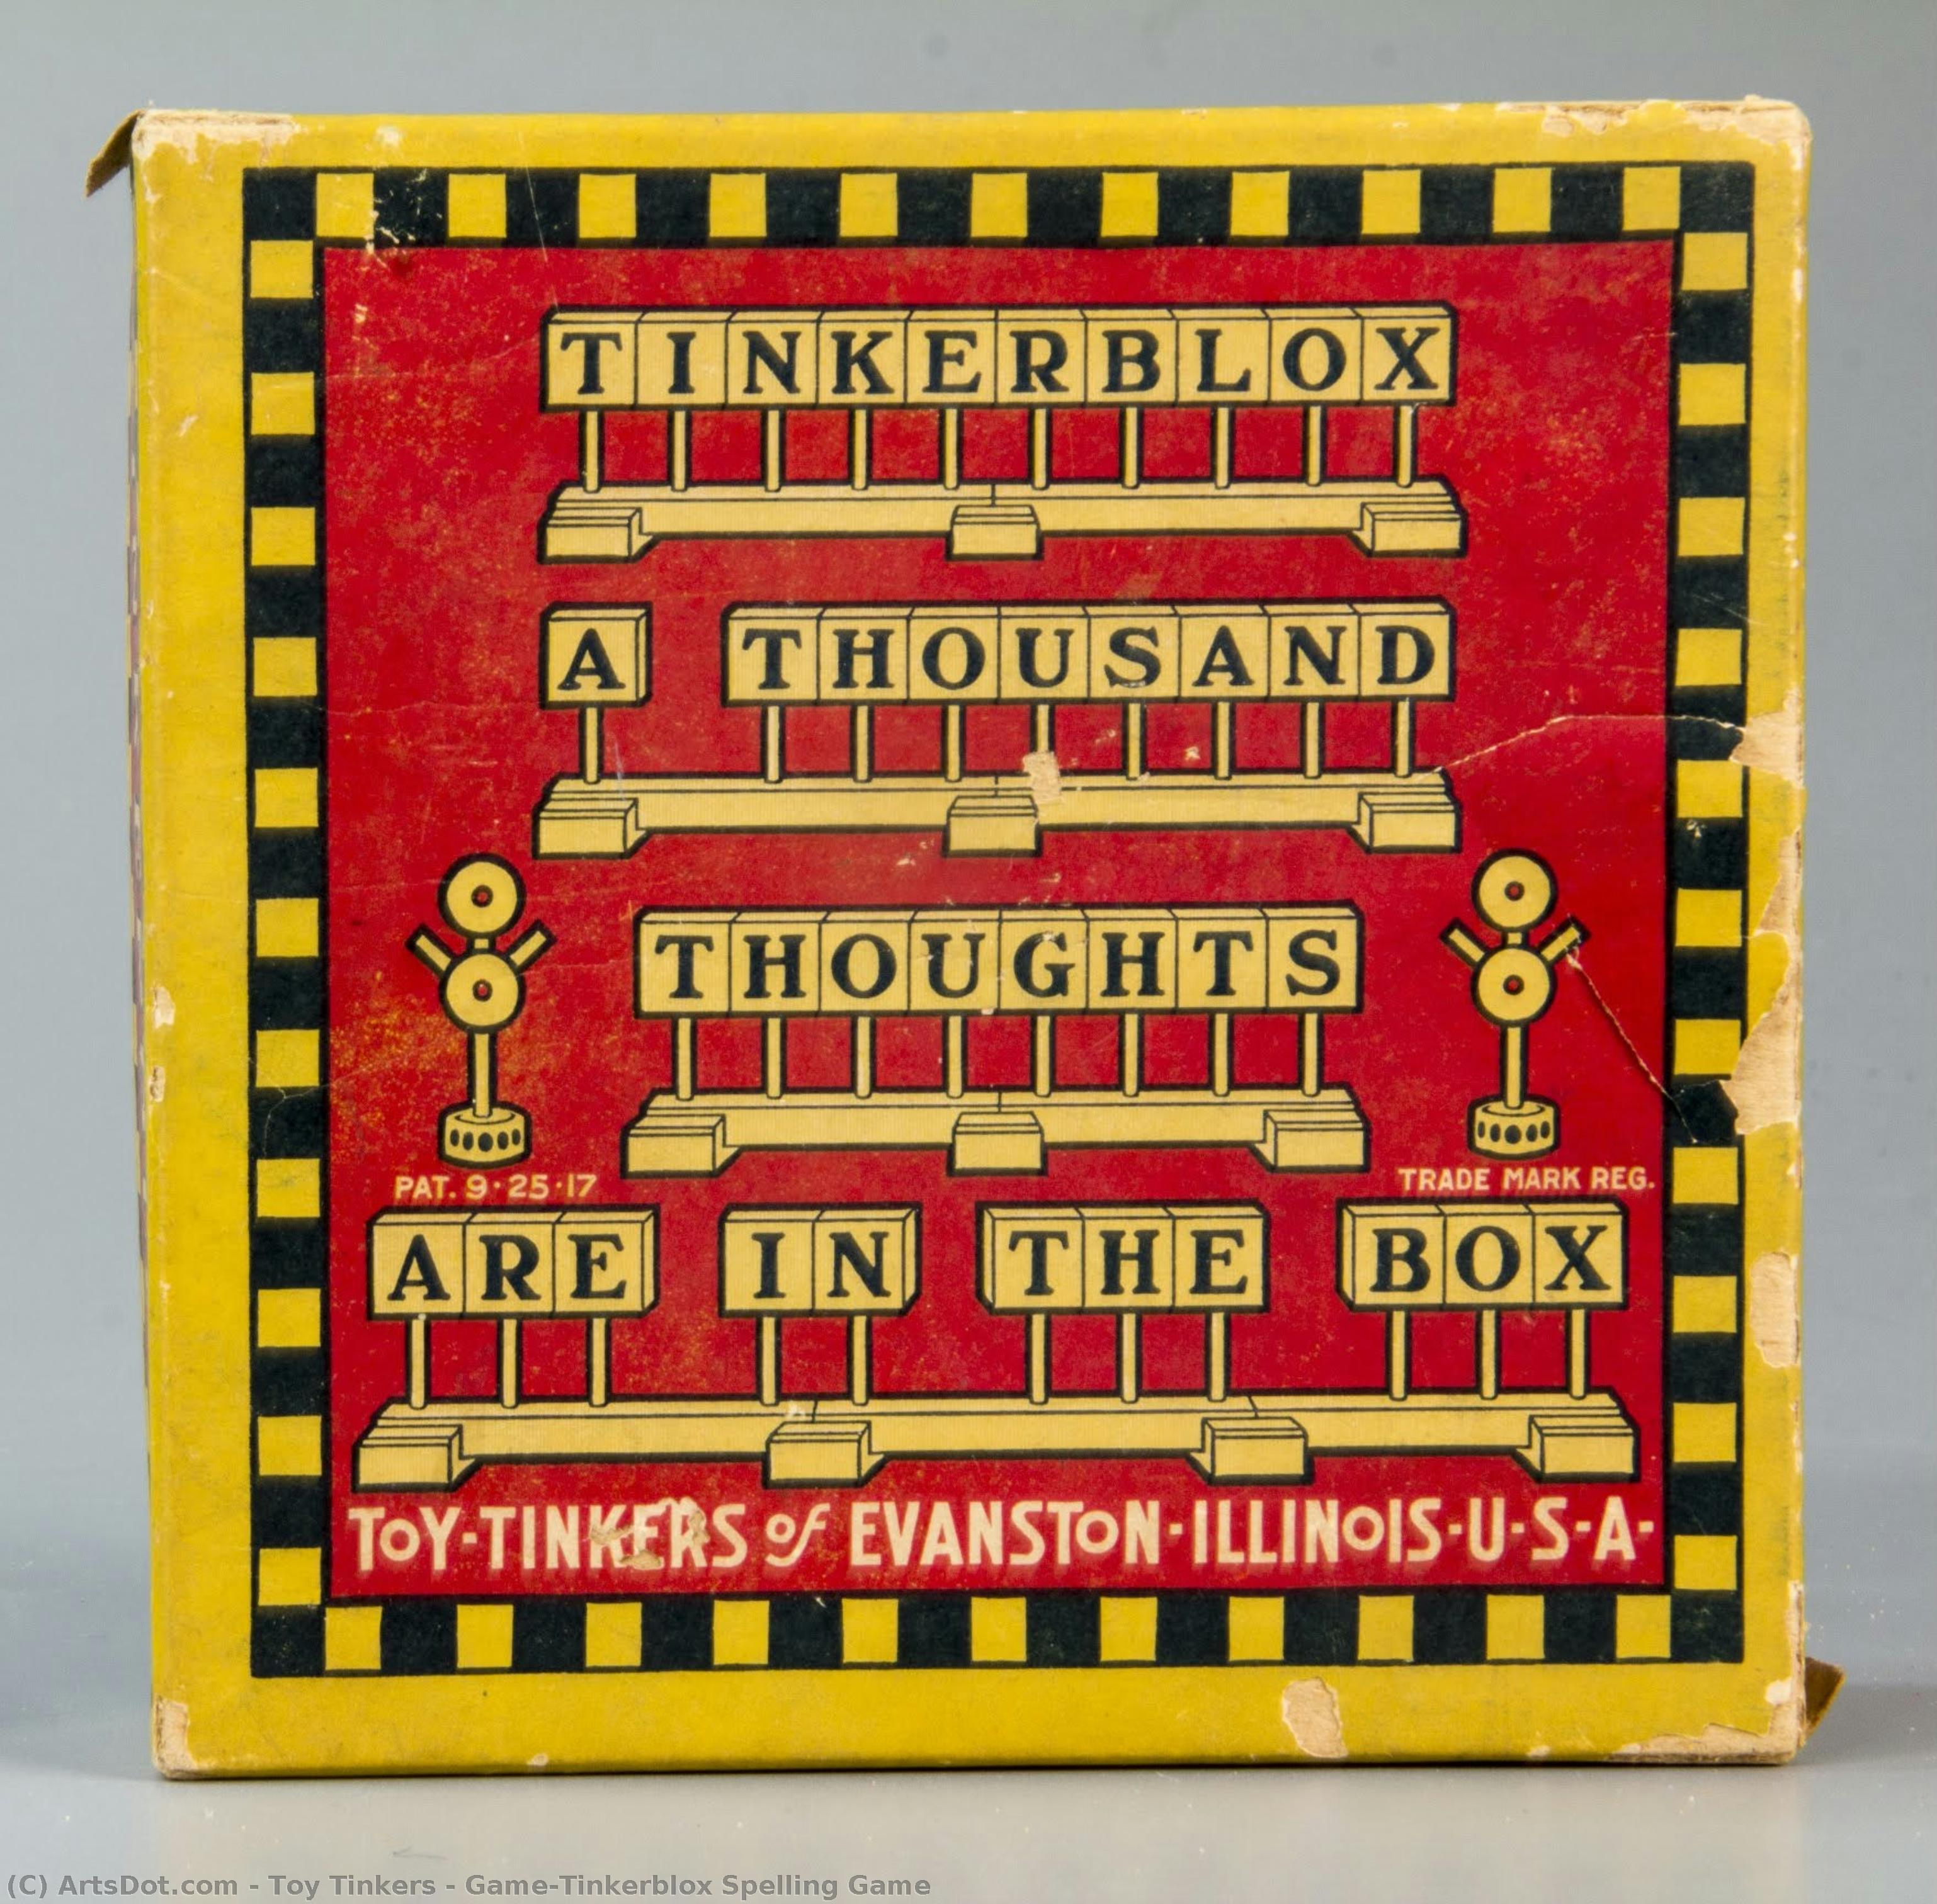 TINKERBLOX
A THOUSAND
THOUGHTS
PAT. 9·25·17
TRADE MARK REG.
ARE IN THE BOX
ToY-TINKERS of EVANSToN-ILLINoIS-U-S-A-
(C) ArtsDot.com - Toy Tinkers - Game-Tinkerblox Spelling Game